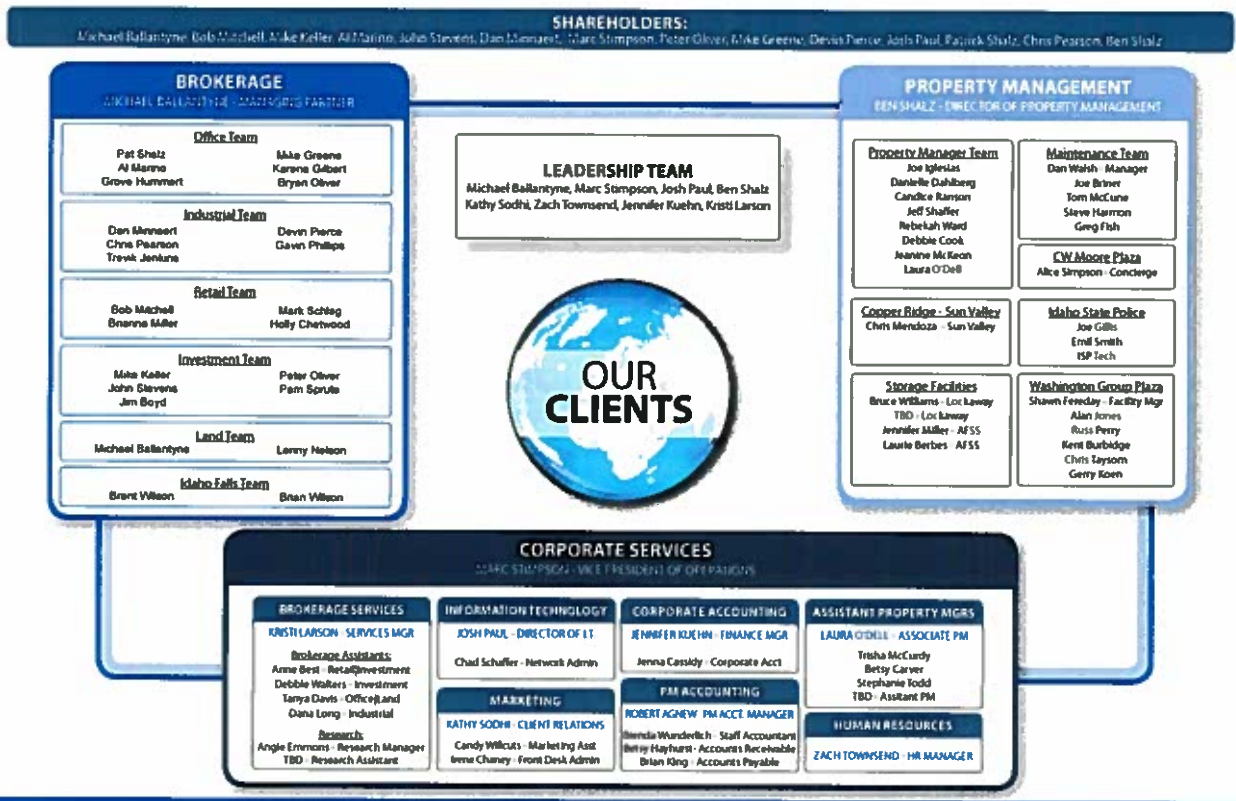 SHAREHOLDERS:
Michael Ballantyne, Bob Mitchell, Mike Keller, Al Marino, John Stevens, Dan Minnaert, Marc Stimpson, Peter Oliver, Mike Greene, Devin Pierce, Josh Paul, Patrick Shalz, Chris Pearson, Ben Shalz
BROKERAGE
MICHAEL BALLANTYNE - MANAGING PARTNER
Office Team
Pat Shalz Mike Greene
Al Marino Karena Gilbert
Grove Hummert Bryan Oliver
Industrial Team
Dan Minnaert Devin Pierce
Chris Pearson Gavin Phillips
Trevik Jenkins
Retail Team
Bob Mitchell Mark Schlag
Brianna Miller Holly Chetwood
Investment Team
Mike Keller Peter Oliver
John Stevens Pam Sprute
Jim Boyd
Land Team
Michael Ballantyne Lenny Nelson
Idaho Falls Team
Brent Wilson Brian Wilson
LEADERSHIP TEAM
Michael Ballantyne, Marc Stimpson, Josh Paul, Ben Shalz
Kathy Sodhi, Zach Townsend, Jennifer Kuehn, Kristi Larson
OUR
CLIENTS
PROPERTY MANAGEMENT
BEN SHALZ - DIRECTOR OF PROPERTY MANAGEMENT
Property Manager Team
Joe Iglesias
Danielle Dahlberg
Candice Ranson
Jeff Shaffer
Rebekah Ward
Debbie Cook
Jeanine McKeon
Laura O'Dell
Maintenance Team
Dan Walsh - Manager
Joe Briner
Tom McCune
Steve Harmon
Greg Fish
CW Moore Plaza
Alice Simpson - Concierge
Copper Ridge - Sun Valley
Chris Mendoza - Sun Valley
Idaho State Police
Joe Gillis
Emil Smith
ISP Tech
Storage Facilities
Bruce Williams - Lockaway
TBD - Lockaway
Jennifer Miller - AFSS
Laurie Berbes - AFSS
Washington Group Plaza
Shawn Fereday - Facility Mgr
Alan Jones
Russ Perry
Kent Burbidge
Chris Taysom
Gerry Koen
CORPORATE SERVICES
MARC STIMPSON - VICE PRESIDENT OF OPERATIONS
BROKERAGE SERVICES
KRISTI LARSON - SERVICES MGR
Brokerage Assistants:
Anne Best - Retail|Investment
Debbie Walters - Investment
Tanya Davis - Office|Land
Dana Long - Industrial
Research:
Angie Emmons - Research Manager
TBD - Research Assistant
INFORMATION TECHNOLOGY
JOSH PAUL - DIRECTOR OF I.T.
Chad Schaffer - Network Admin
MARKETING
KATHY SODHI - CLIENT RELATIONS
Candy Willcuts - Marketing Asst
Irene Chaney - Front Desk Admin
CORPORATE ACCOUNTING
JENNIFER KUEHN - FINANCE MGR
Jenna Cassidy - Corporate Acct
PM ACCOUNTING
ROBERT AGNEW PM ACCT. MANAGER
Brenda Wunderlich - Staff Accountant
Betsy Hayhurst - Accounts Receivable
Brian King - Accounts Payable
ASSISTANT PROPERTY MGRS
LAURA O'DELL - ASSOCIATE PM
Trisha McCurdy
Betsy Carver
Stephanie Todd
TBD - Assitant PM
HUMAN RESOURCES
ZACH TOWNSEND - HR MANAGER